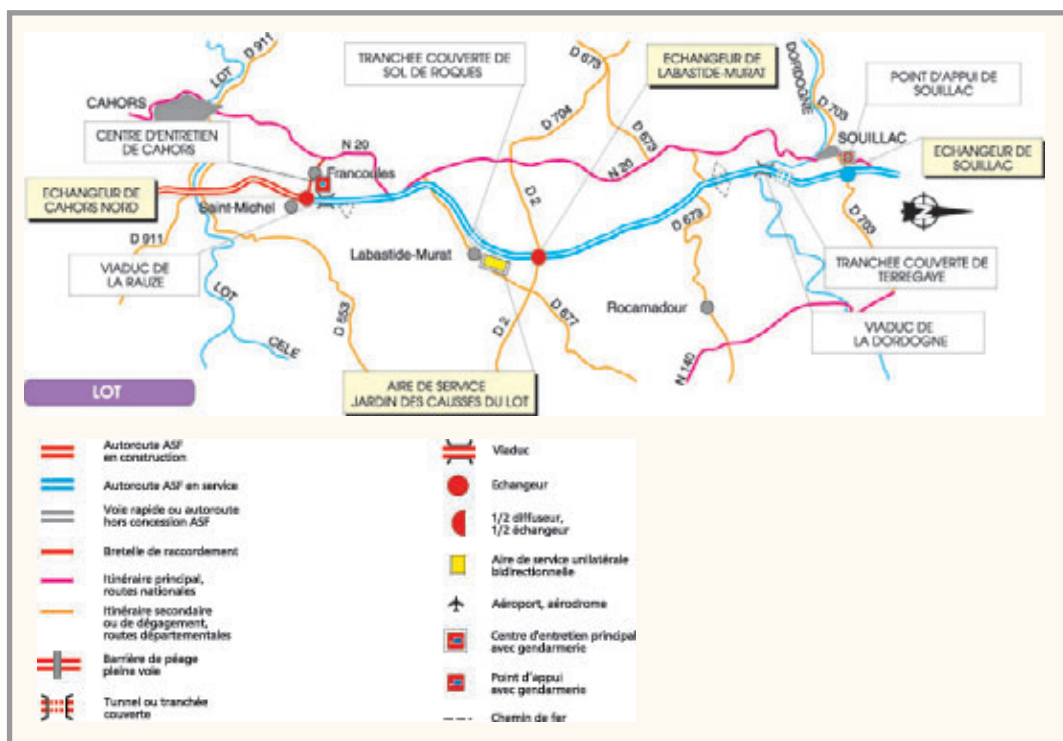 D 911
LOT
CAHORS
CENTRE D'ENTRETIEN
DE CAHORS
N 20
Francoules
ECHANGEUR DE
CAHORS NORD
Saint-Michel
D 911
VIADUC DE
LA RAUZE
LOT
CELE
D 653
TRANCHEE COUVERTE DE
SOL DE ROQUES
D 704
D 673
ECHANGEUR DE
LABASTIDE-MURAT
D 673
N 20
D 2
Labastide-Murat
D 2
D 677
AIRE DE SERVICE
JARDIN DES CAUSSES DU LOT
DORDOGNE
D 703
POINT D'APPUI DE
SOUILLAC
SOUILLAC
ECHANGEUR DE
SOUILLAC
N
D 703
D 673
TRANCHEE COUVERTE DE
TERREGAYE
Rocamadour
VIADUC DE
LA DORDOGNE
N 140
LOT
Autoroute ASF
en construction
Autoroute ASF en service
Voie rapide ou autoroute
hors concession ASF
Bretelle de raccordement
Itinéraire principal,
routes nationales
Itinéraire secondaire
ou de dégagement,
routes départementales
Barrière de péage
pleine voie
Tunnel ou tranchée
couverte
Viaduc
Echangeur
1/2 diffuseur,
1/2 échangeur
Aire de service unilatérale
bidirectionnelle
Aéroport, aérodrome
Centre d'entretien principal
avec gendarmerie
Point d'appui
avec gendarmerie
Chemin de fer